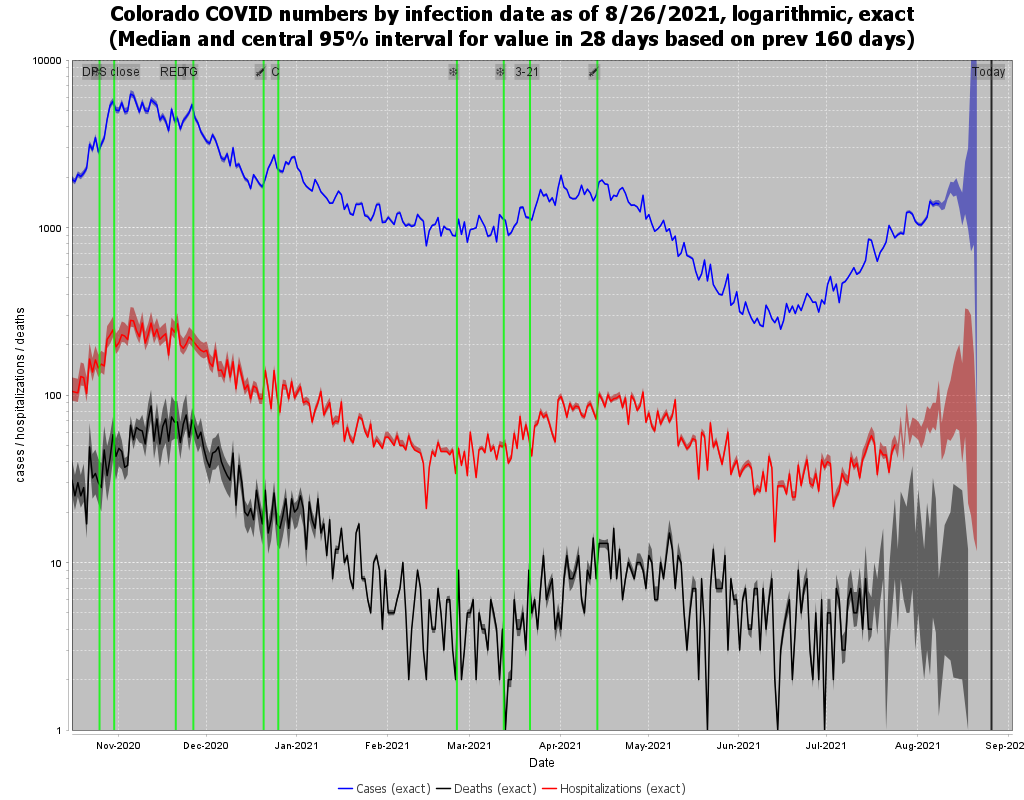 Colorado COVID numbers by infection date as of 8/26/2021, logarithmic, exact
(Median and central 95% interval for value in 28 days based on prev 160 days)
10000
1000
100
10
1
cases / hospitalizations / deaths
close
C
3-21
Today
Nov-2020
Dec-2020
Jan-2021
Feb-2021
Mar-2021
Apr-2021
May-2021
Jun-2021
Jul-2021
Aug-2021
Sep-202
Date
Cases (exact)
Deaths (exact)
Hospitalizations (exact)